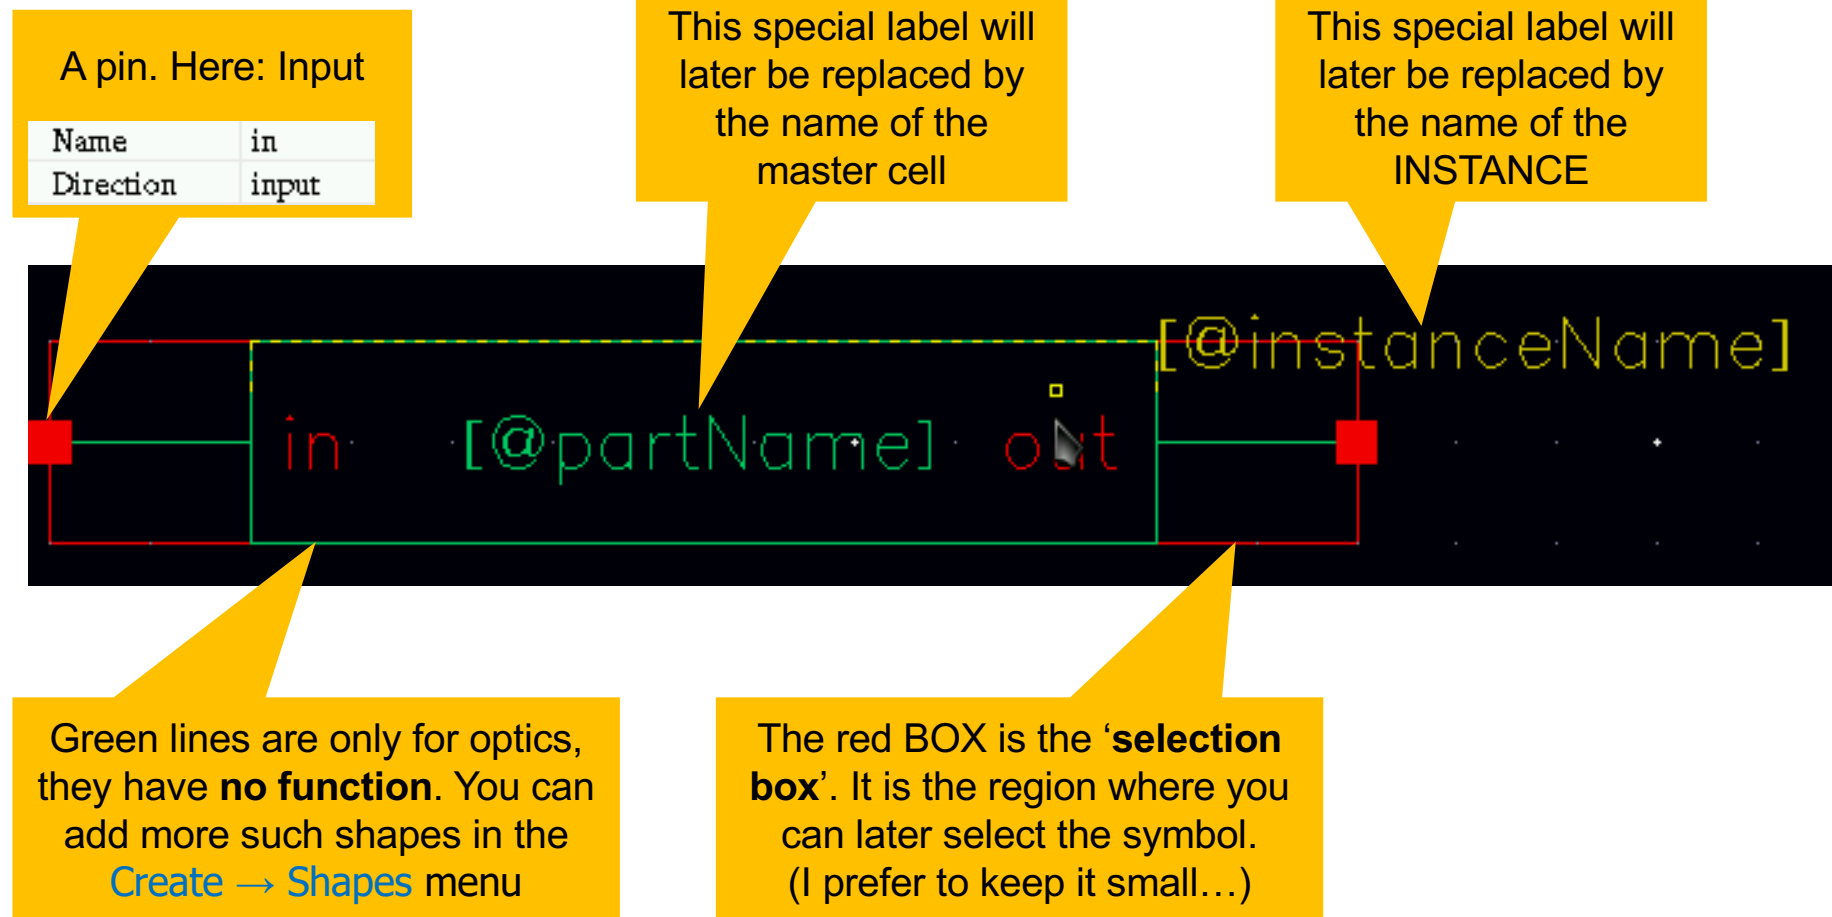 A pin. Here: Input
Name in
Direction input
This special label will
later be replaced by
the name of the
master cell
This special label will
later be replaced by
the name of the
INSTANCE
[@instanceName]
in [@partName] out
Green lines are only for optics,
they have no function. You can
add more such shapes in the
Create → Shapes menu
The red BOX is the ‘selection
box’. It is the region where you
can later select the symbol.
(I prefer to keep it small…)